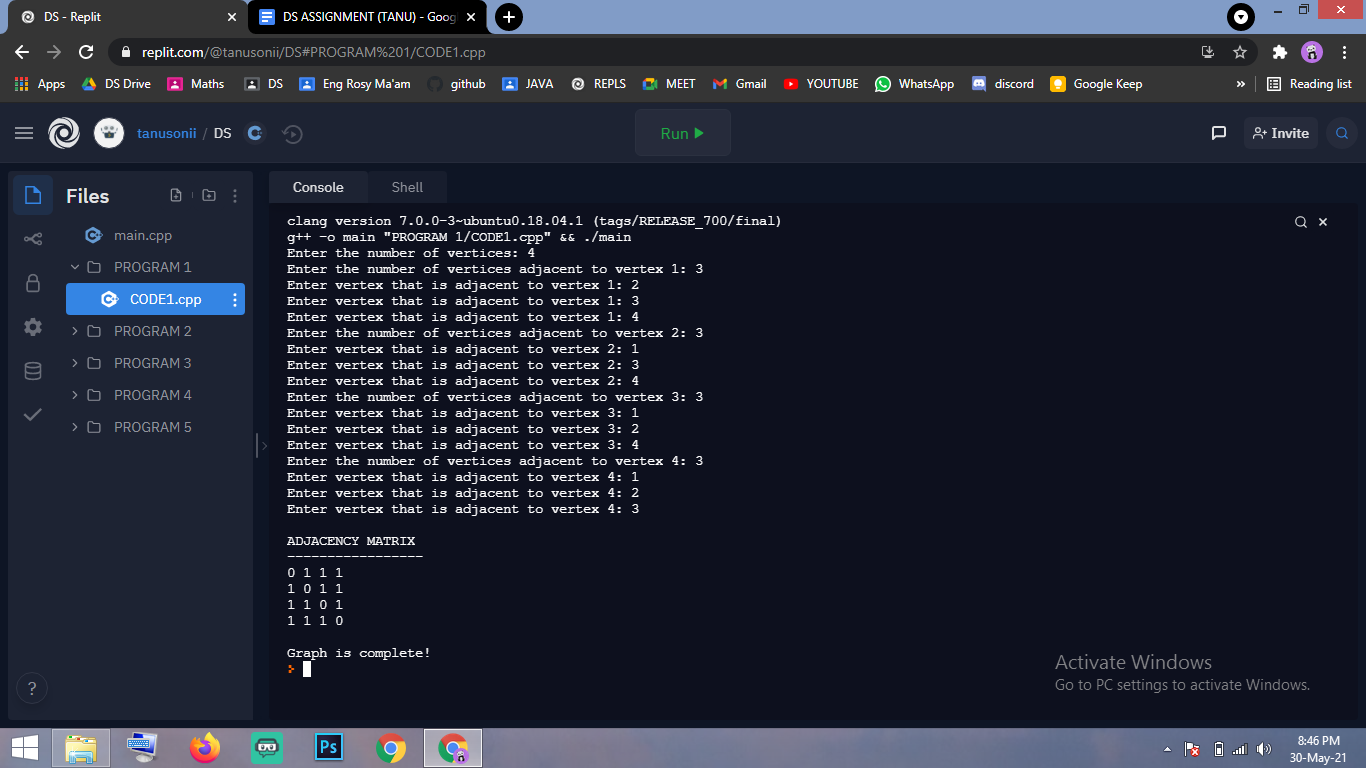 DS - Replit
DS ASSIGNMENT (TANU) - Goog
replit.com/@tanusonii/DS#PROGRAM%201/CODE1.cpp
Apps DS Drive Maths DS Eng Rosy Ma'am github JAVA REPLS MEET Gmail YOUTUBE WhatsApp discord Google Keep » Reading list
tanusonii / DS
Run
Invite
Files
main.cpp
PROGRAM 1
CODE1.cpp
PROGRAM 2
PROGRAM 3
PROGRAM 4
PROGRAM 5
?
Console Shell
clang version 7.0.0-3~ubuntu0.18.04.1 (tags/RELEASE_700/final)
g++ -o main "PROGRAM 1/CODE1.cpp" && ./main
Enter the number of vertices: 4
Enter the number of vertices adjacent to vertex 1: 3
Enter vertex that is adjacent to vertex 1: 2
Enter vertex that is adjacent to vertex 1: 3
Enter vertex that is adjacent to vertex 1: 4
Enter the number of vertices adjacent to vertex 2: 3
Enter vertex that is adjacent to vertex 2: 1
Enter vertex that is adjacent to vertex 2: 3
Enter vertex that is adjacent to vertex 2: 4
Enter the number of vertices adjacent to vertex 3: 3
Enter vertex that is adjacent to vertex 3: 1
Enter vertex that is adjacent to vertex 3: 2
Enter vertex that is adjacent to vertex 3: 4
Enter the number of vertices adjacent to vertex 4: 3
Enter vertex that is adjacent to vertex 4: 1
Enter vertex that is adjacent to vertex 4: 2
Enter vertex that is adjacent to vertex 4: 3
ADJACENCY MATRIX
-----------------
0 1 1 1
1 0 1 1
1 1 0 1
1 1 1 0
Graph is complete!
Activate Windows
Go to PC settings to activate Windows.
Ps
8:46 PM
30-May-21